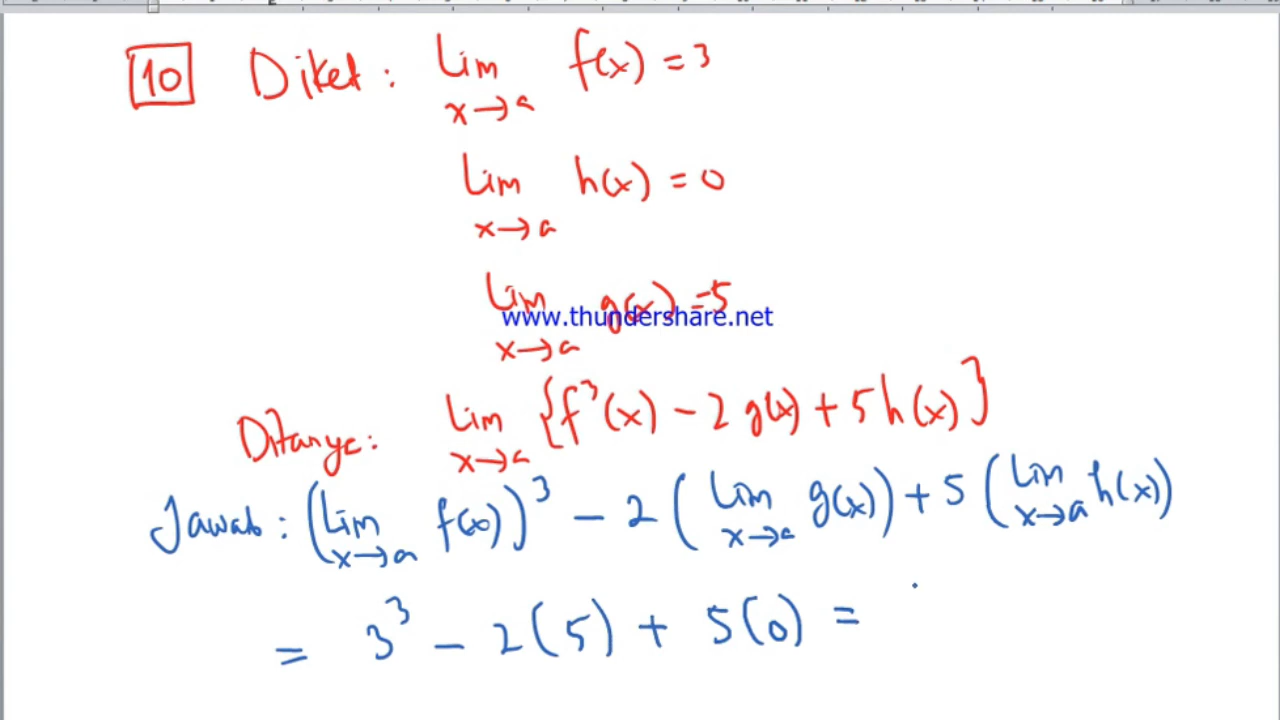 10 Diket : Lim f(x) = 3
x→a
Lim h(x) = 0
x→a
Lim g(x) = 5
www.thundershare.net
x→a
Ditanya: Lim {f³(x) - 2 g(x) + 5 h(x)}
x→a
Jawab : (Lim f(x))³ - 2 (Lim g(x)) + 5 (Lim h(x))
x→a x→a x→a
= 3³ - 2(5) + 5(0) =